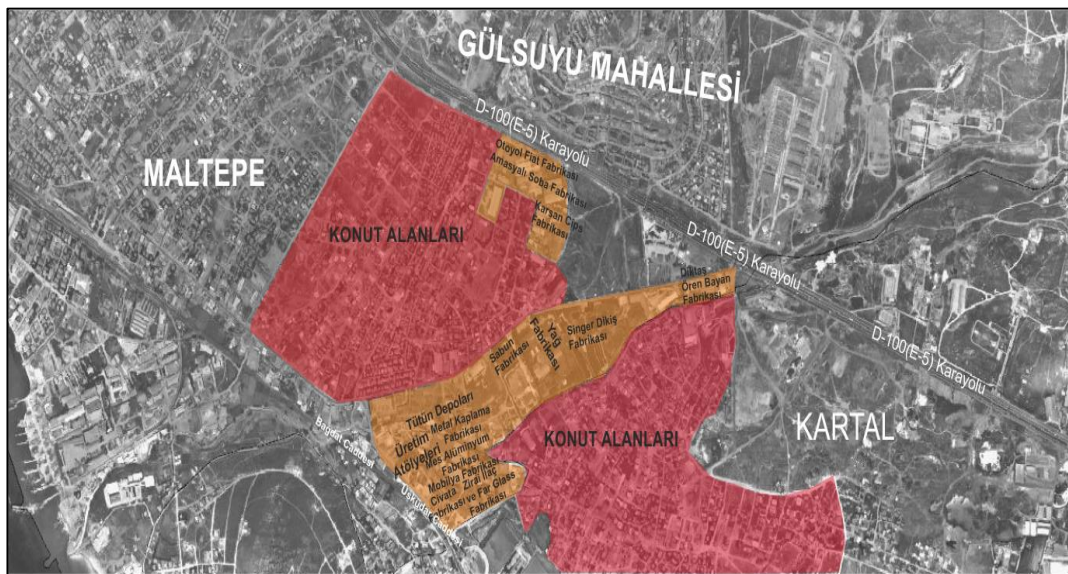 GÜLSUYU MAHALLESİ
D-100(E-5) Karayolu
MALTEPE
Otoyol Fiat Fabrikası
Amasyalı Soba Fabrikası
Karşan Cips
Fabrikası
KONUT ALANLARI
D-100(E-5) Karayolu
Diktaş
Ören Bayan
Fabrikası
Singer Dikiş
Fabrikası
Yağ
Fabrikası
Sabun
Fabrikası
D-100(E-5) Karayolu
Tütün Depoları
Üretim
Atölyeleri
Metal Kaplama
Fabrikası
Mes Alüminyum
Fabrikası
Mobilya Fabrikası
Civata Zirai İlaç
Fabrikası ve Far Glass
Fabrikası
KONUT ALANLARI
KARTAL
Bağdat Caddesi
Üsküdar Caddesi